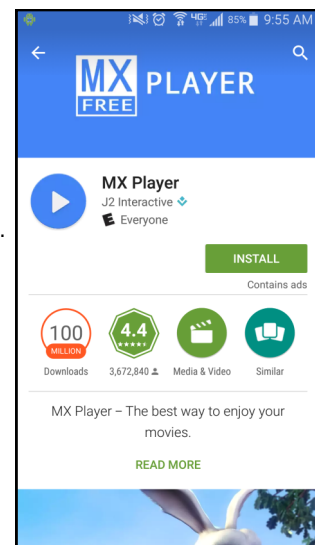 4G 85% 9:55 AM
MX PLAYER
FREE
MX Player
J2 Interactive
E Everyone
.
INSTALL
Contains ads
100
MILLION
4.4
Downloads
3,672,840
Media & Video
Similar
MX Player – The best way to enjoy your
movies.
READ MORE